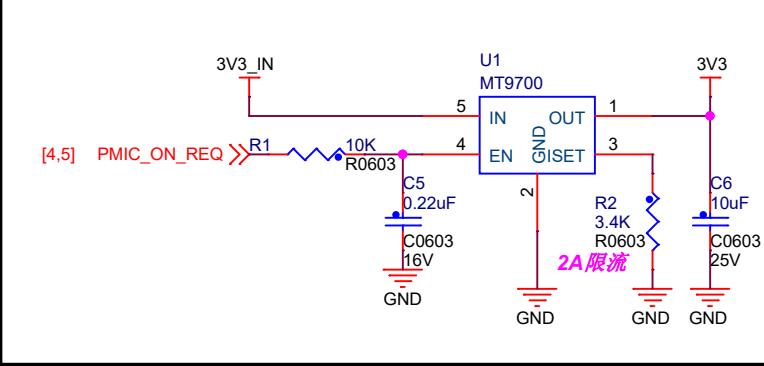 3V3_IN
U1
MT9700
3V3
5
IN
OUT
1
[4,5] PMIC_ON_REQ
R1
10K
R0603
4
EN
GND
ISET
3
2
C5
0.22uF
C0603
16V
GND
GND
R2
3.4K
R0603
2A限流
GND
C6
10uF
C0603
25V
GND